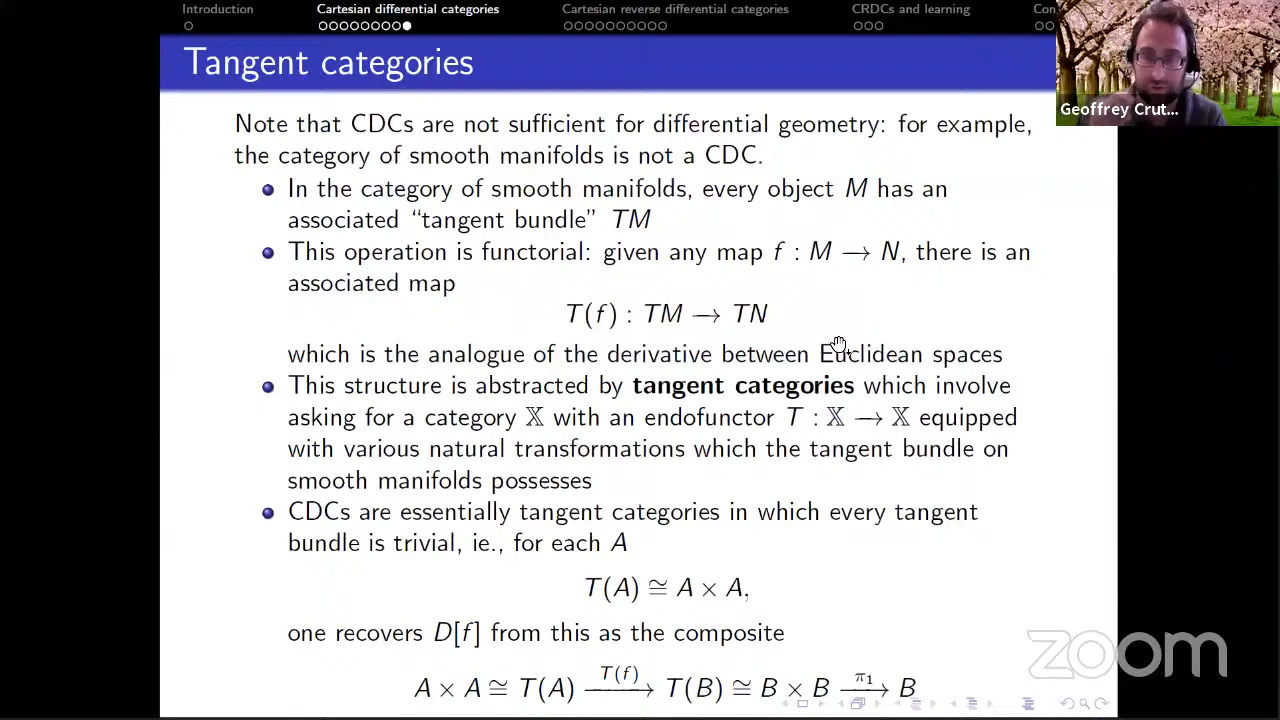 Introduction Cartesian differential categories Cartesian reverse differential categories CRDCs and learning Con
Tangent categories
Geoffrey Crut...
Note that CDCs are not sufficient for differential geometry: for example,
the category of smooth manifolds is not a CDC.
In the category of smooth manifolds, every object M has an
associated “tangent bundle” TM
This operation is functorial: given any map f : M → N, there is an
associated map
T(f) : TM → TN
which is the analogue of the derivative between Euclidean spaces
This structure is abstracted by tangent categories which involve
asking for a category 𝕏 with an endofunctor T : 𝕏 → 𝕏 equipped
with various natural transformations which the tangent bundle on
smooth manifolds possesses
CDCs are essentially tangent categories in which every tangent
bundle is trivial, ie., for each A
T(A) ≅ A × A,
one recovers D[f] from this as the composite
zoom
T(f) π₁
A × A ≅ T(A) → T(B) ≅ B × B → B